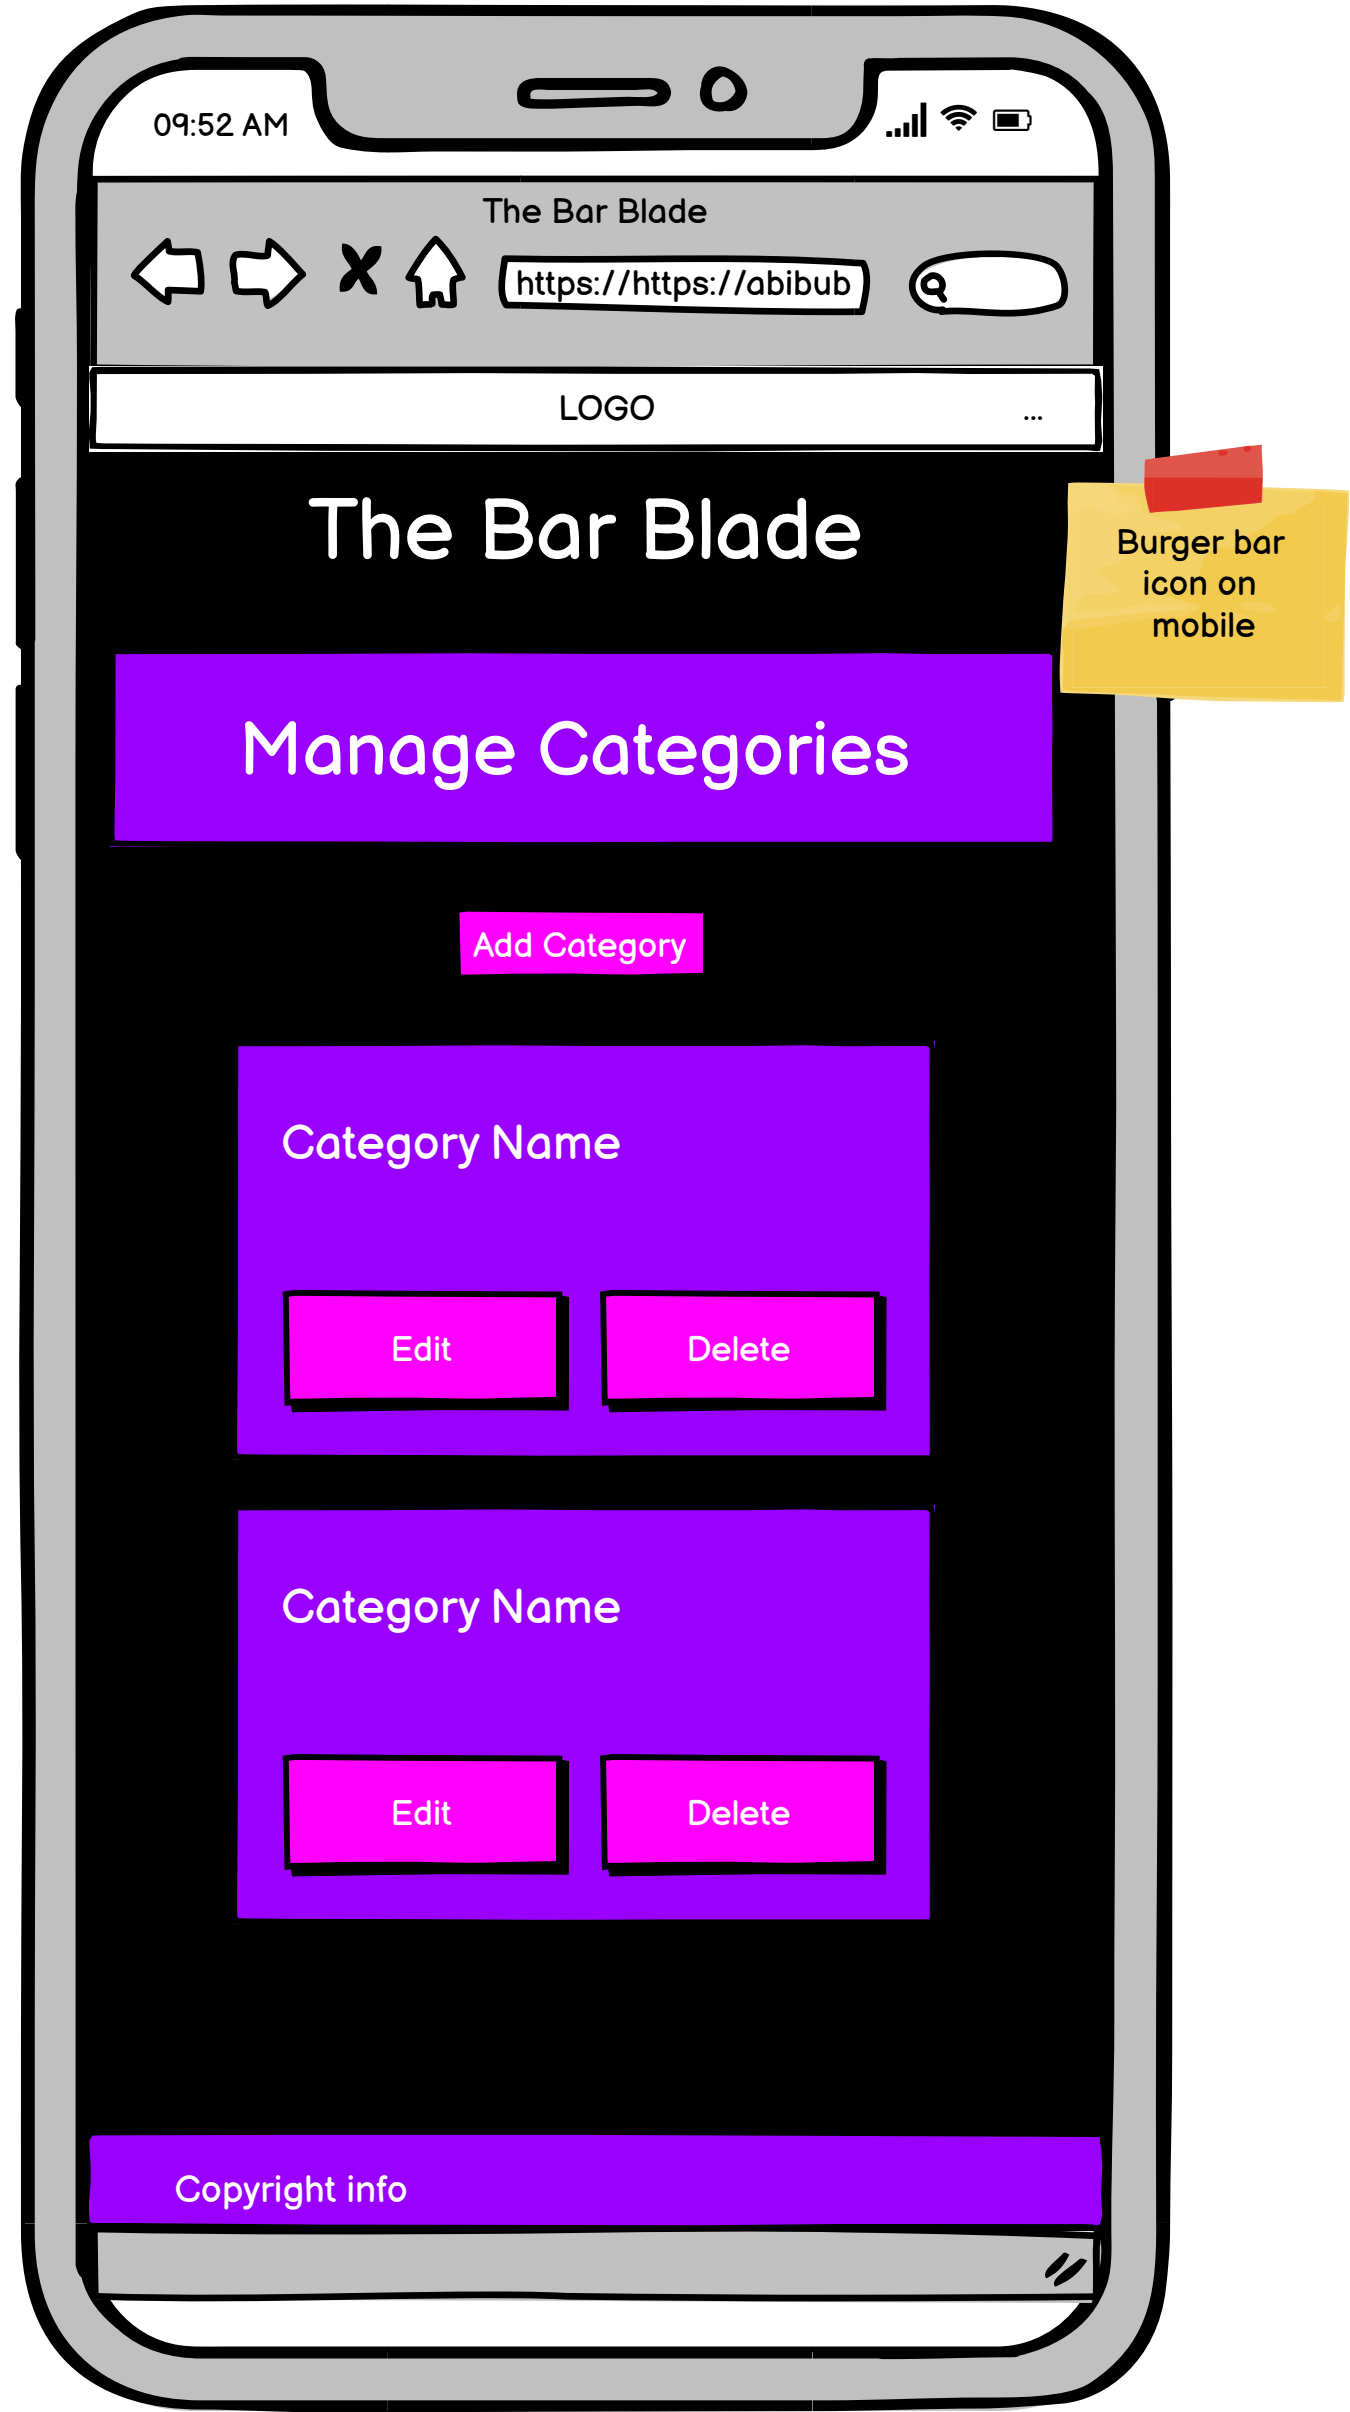 09:52 AM
The Bar Blade
https://https://abibub
LOGO
...
The Bar Blade
Burger bar
icon on
mobile
Manage Categories
Add Category
Category Name
Edit
Delete
Category Name
Edit
Delete
Copyright info